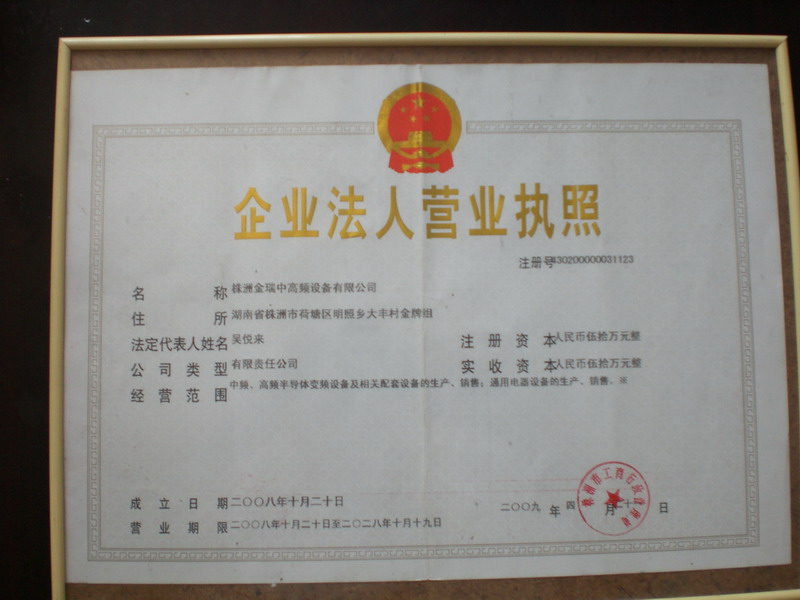 企业法人营业执照
注册号430200000031123
名称 株洲金瑞中高频设备有限公司
住所 湖南省株洲市荷塘区明照乡大丰村金牌组
法定代表人姓名 吴悦来
注册资本 人民币伍拾万元整
公司类型 有限责任公司
实收资本 人民币伍拾万元整
经营范围 中频、高频半导体变频设备及相关配套设备的生产、销售；通用电器设备的生产、销售。※
成立日期 二〇〇八年十月二十日
二〇〇九年四月二十日
营业期限 二〇〇八年十月二十日至二〇二八年十月十九日